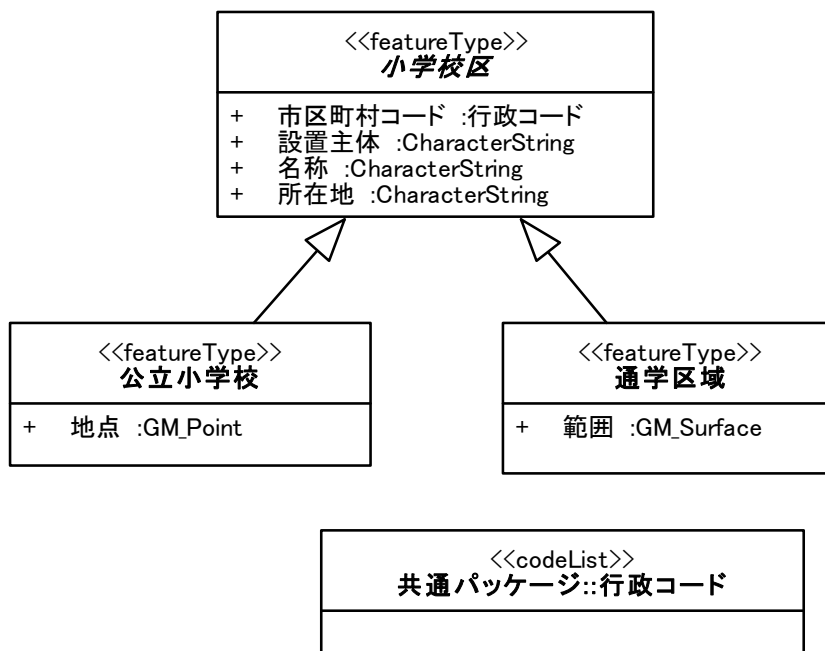 <<featureType>>
小学校区
+ 市区町村コード :行政コード
+ 設置主体 :CharacterString
+ 名称 :CharacterString
+ 所在地 :CharacterString
<<featureType>>
公立小学校
+ 地点 :GM_Point
<<featureType>>
通学区域
+ 範囲 :GM_Surface
<<codeList>>
共通パッケージ::行政コード